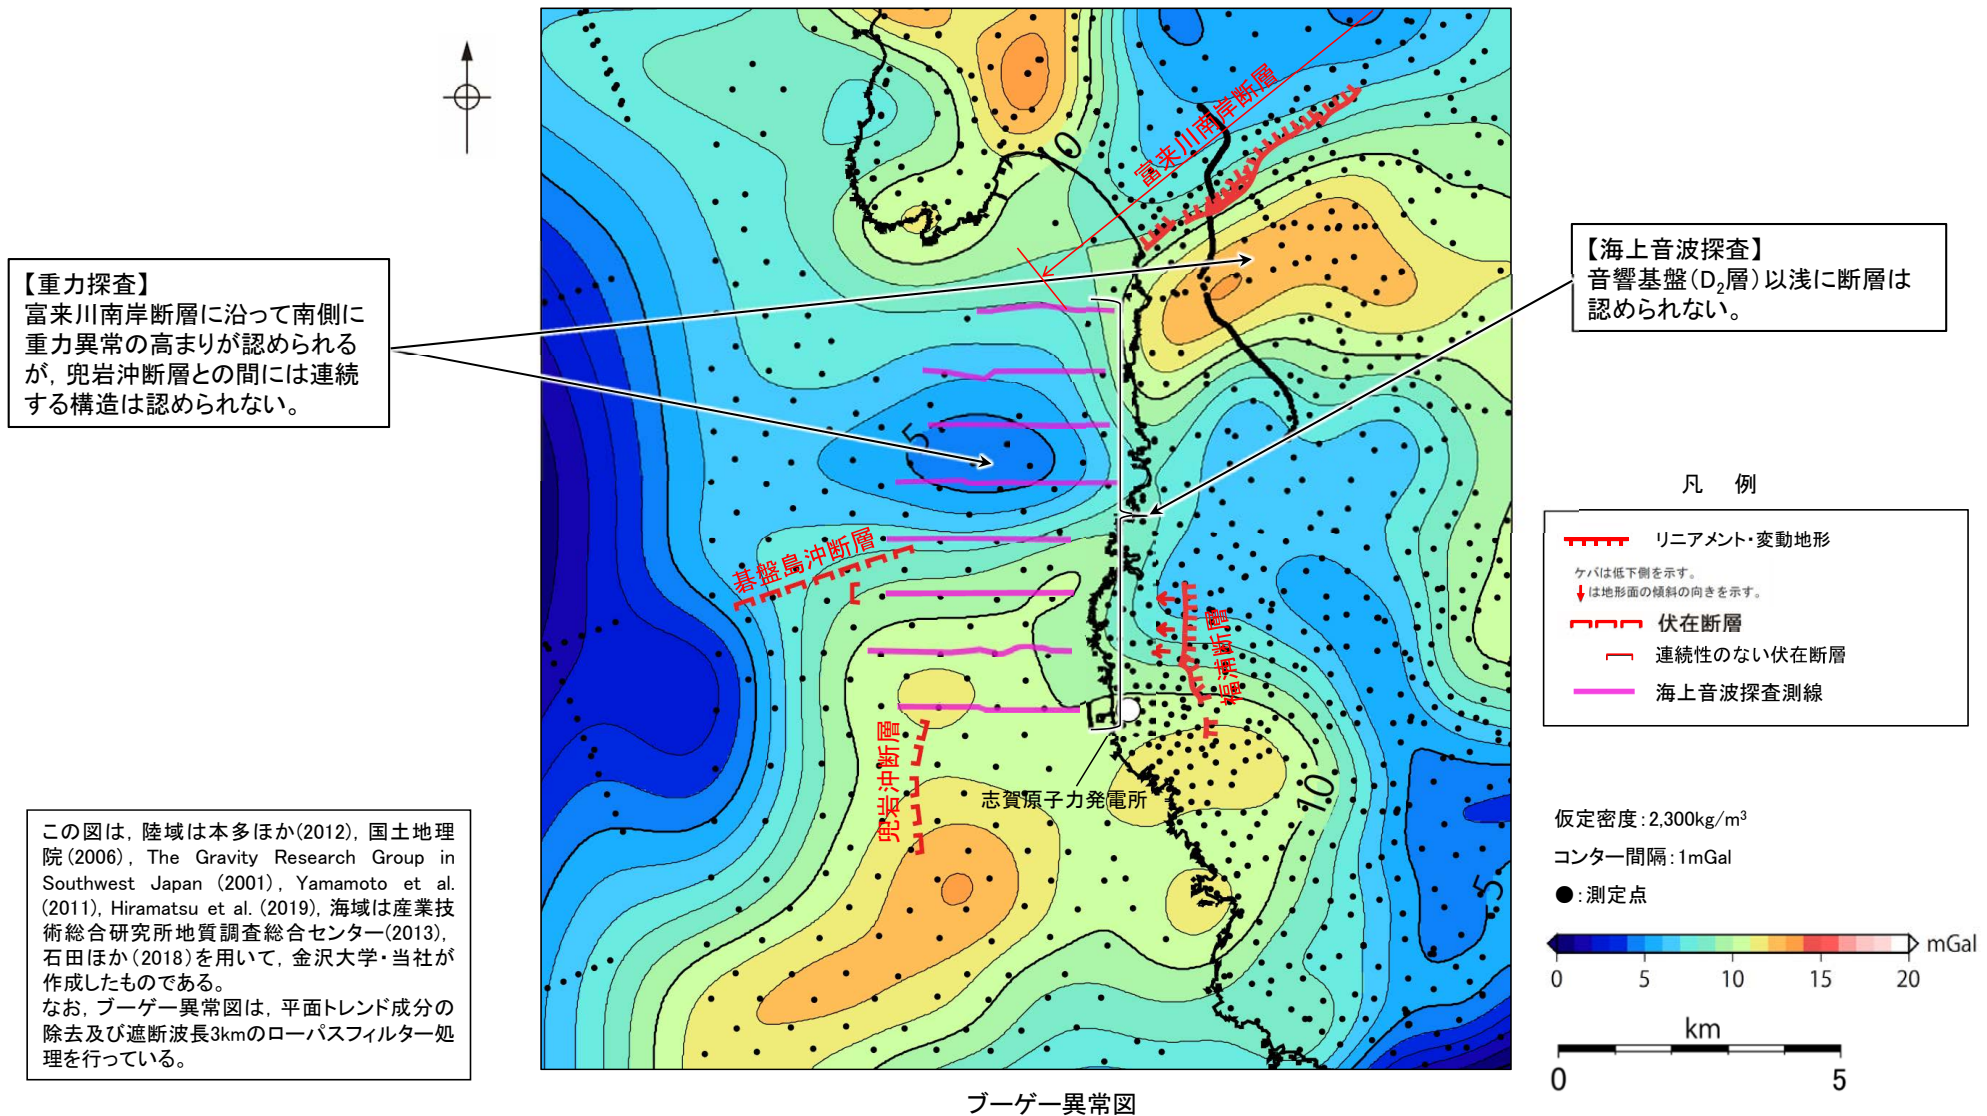 【重力探査】
富来川南岸断層に沿って南側に
重力異常の高まりが認められる
が，兜岩沖断層との間には連続
する構造は認められない。
この図は，陸域は本多ほか(2012)，国土地理
院(2006)，The Gravity Research Group in
Southwest Japan (2001)，Yamamoto et al.
(2011)，Hiramatsu et al. (2019)，海域は産業技
術総合研究所地質調査総合センター(2013)，
石田ほか(2018)を用いて，金沢大学・当社が
作成したものである。
なお，ブーゲー異常図は，平面トレンド成分の
除去及び遮断波長3kmのローパスフィルター処
理を行っている。
富来川南岸断層
10
5
碁盤島沖断層
福浦断層
兜岩沖断層
志賀原子力発電所
10
5
ブーゲー異常図
【海上音波探査】
音響基盤(D₂層)以浅に断層は
認められない。
凡 例
リニアメント・変動地形
ケバは低下側を示す。
は地形面の傾斜の向きを示す。
伏在断層
連続性のない伏在断層
海上音波探査測線
仮定密度：2,300kg/m³
コンター間隔：1mGal
●：測定点
mGal
0 5 10 15 20
km
0 5